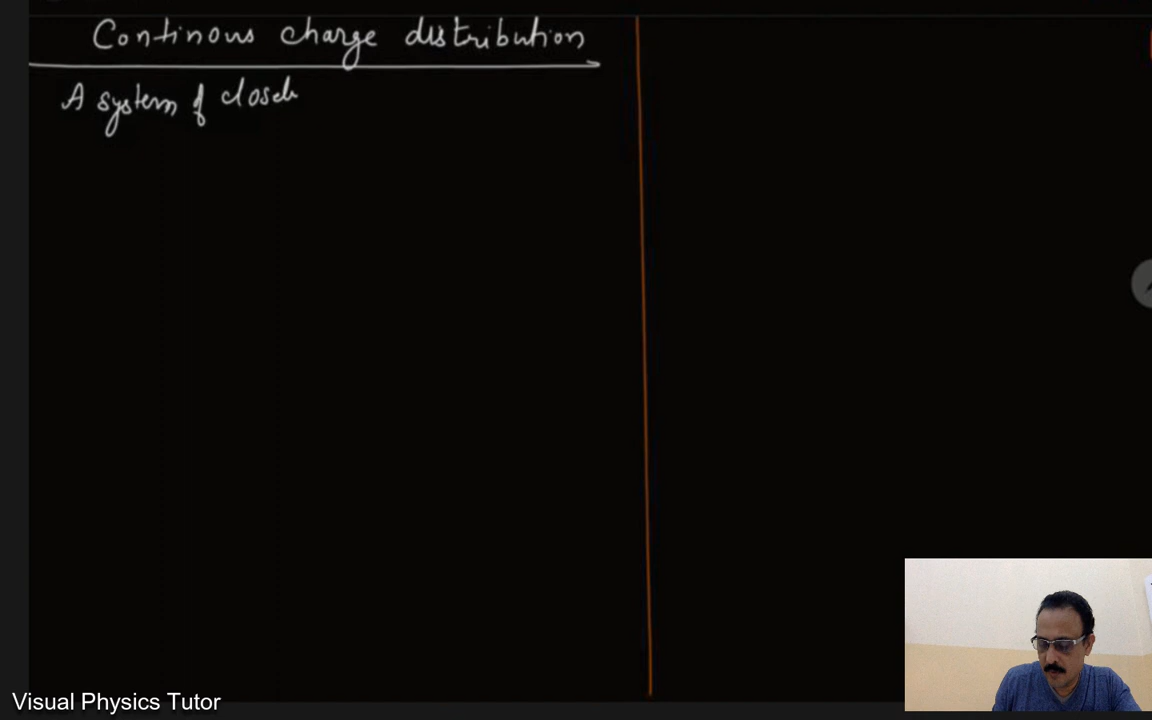 Continous charge distribution
A system of closel
Visual Physics Tutor